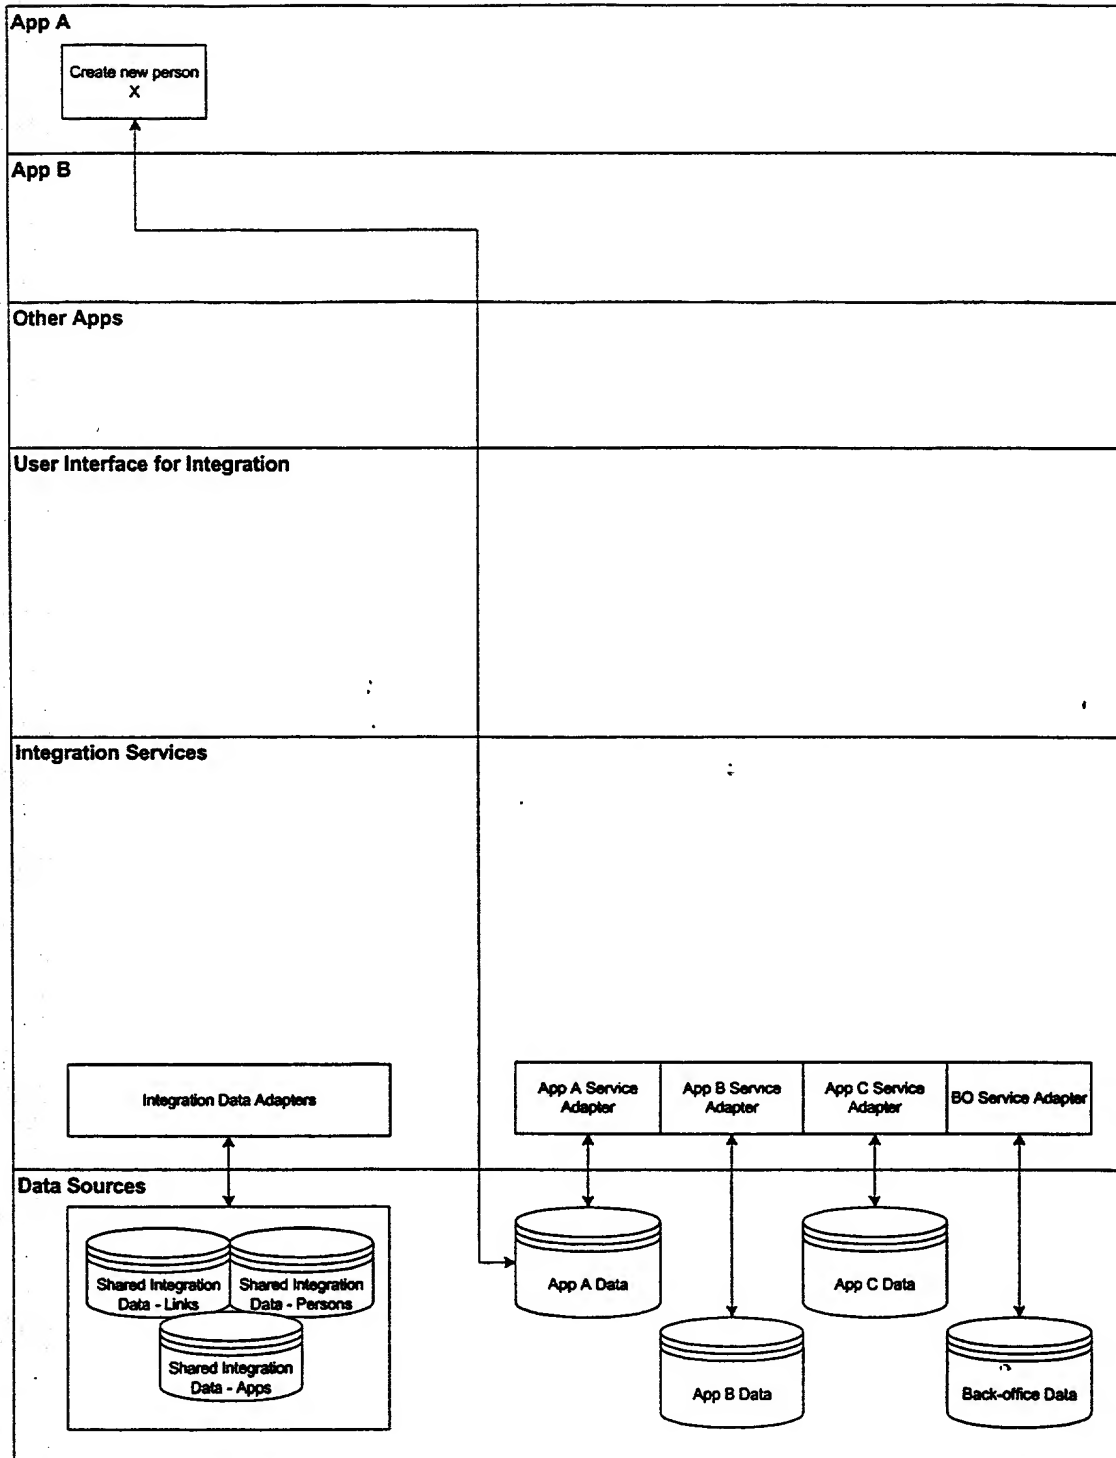 App A
Create new person
X
App B
Other Apps
User Interface for Integration
Integration Services
Integration Data Adapters
App A Service
Adapter
App B Service
Adapter
App C Service
Adapter
BO Service Adapter
Data Sources
Shared Integration
Data - Links
Shared Integration
Data - Persons
Shared Integration
Data - Apps
App A Data
App C Data
App B Data
Back-office Data